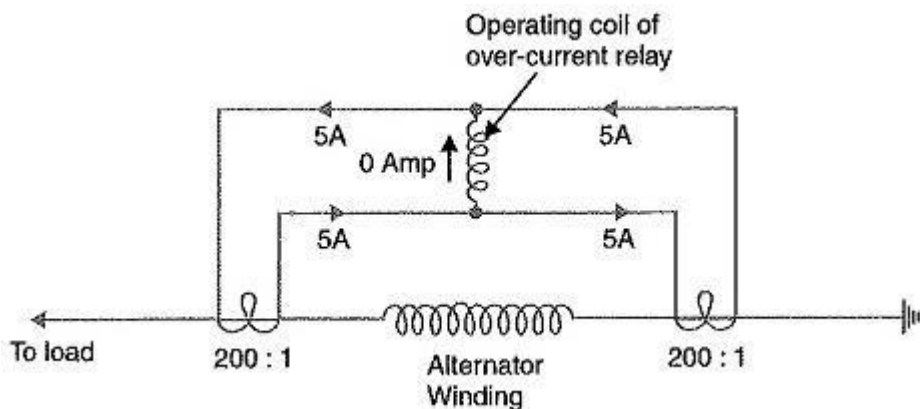 Operating coil of
over-current relay
5A
5A
0 Amp
5A
5A
To load
200 : 1
Alternator
Winding
200 : 1